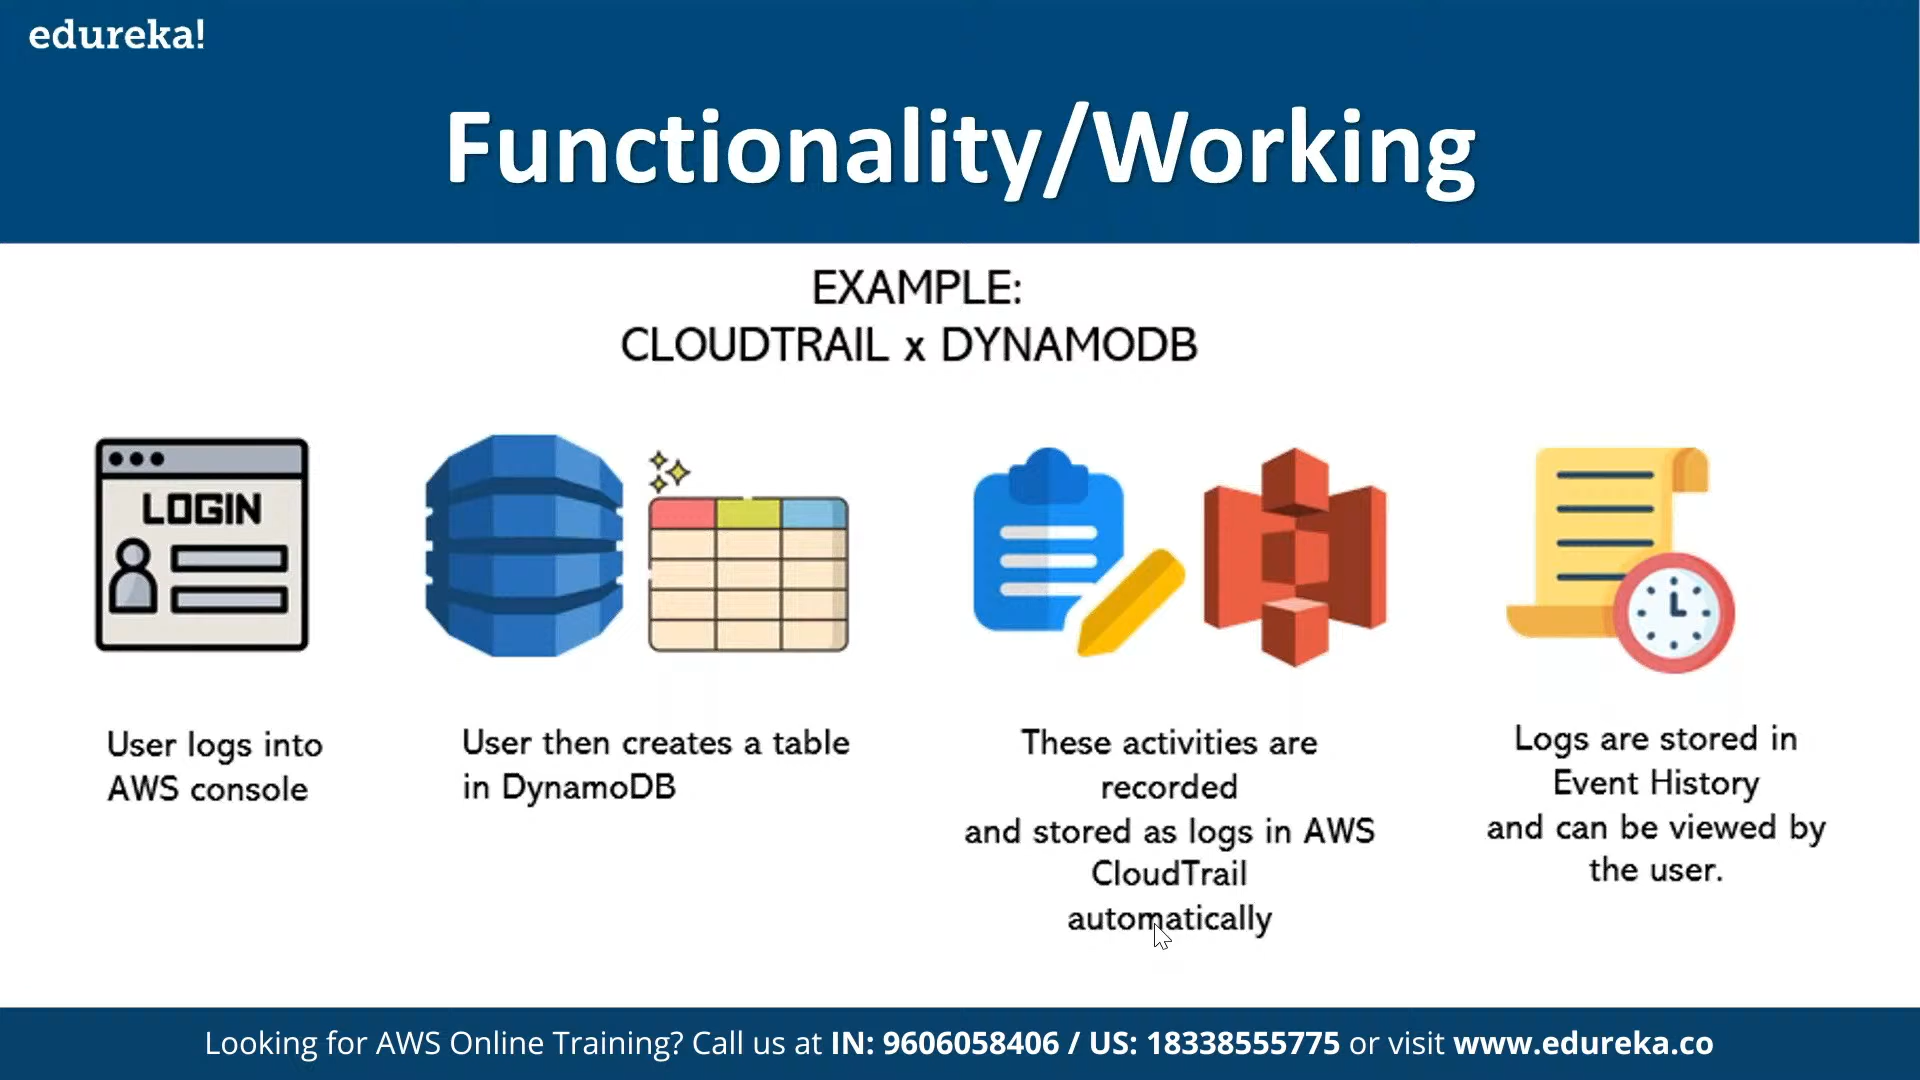 edureka!
Functionality/Working
EXAMPLE:
CLOUDTRAIL x DYNAMODB
LOGIN
User logs into
AWS console
User then creates a table
in DynamoDB
These activities are
recorded
and stored as logs in AWS
CloudTrail
automatically
Logs are stored in
Event History
and can be viewed by
the user.
Looking for AWS Online Training? Call us at IN: 9606058406 / US: 18338555775 or visit www.edureka.co